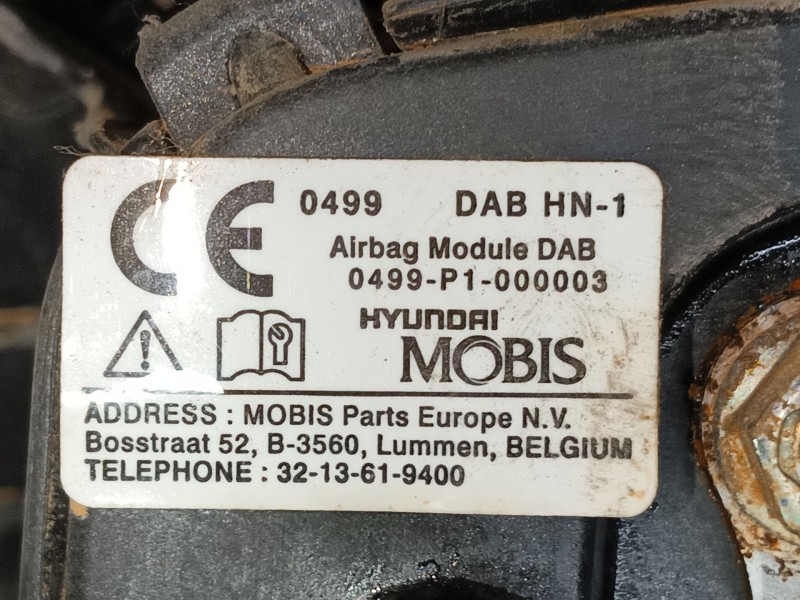 CE 0499 DAB HN-1
Airbag Module DAB
0499-P1-000003
HYUNDAI
MOBIS
ADDRESS : MOBIS Parts Europe N.V.
Bosstraat 52, B-3560, Lummen, BELGIUM
TELEPHONE : 32-13-61-9400